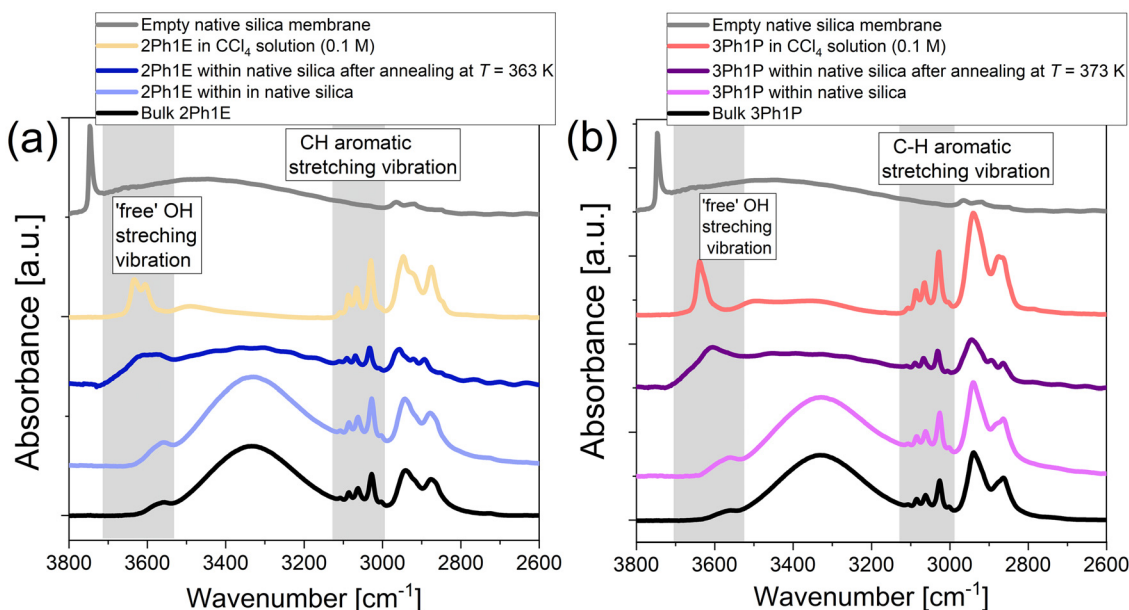 Empty native silica membrane
2Ph1E in CCl₄ solution (0.1 M)
2Ph1E within native silica after annealing at T = 363 K
2Ph1E within in native silica
Bulk 2Ph1E
(a)
CH aromatic
stretching vibration
'free' OH
streching
vibration
Absorbance [a.u.]
3800 3600 3400 3200 3000 2800 2600
Wavenumber [cm⁻¹]
Empty native silica membrane
3Ph1P in CCl₄ solution (0.1 M)
3Ph1P within native silica after annealing at T = 373 K
3Ph1P within native silica
Bulk 3Ph1P
(b)
C-H aromatic
stretching vibration
'free' OH
streching
vibration
Absorbance [a.u.]
3800 3600 3400 3200 3000 2800 2600
Wavenumber [cm⁻¹]